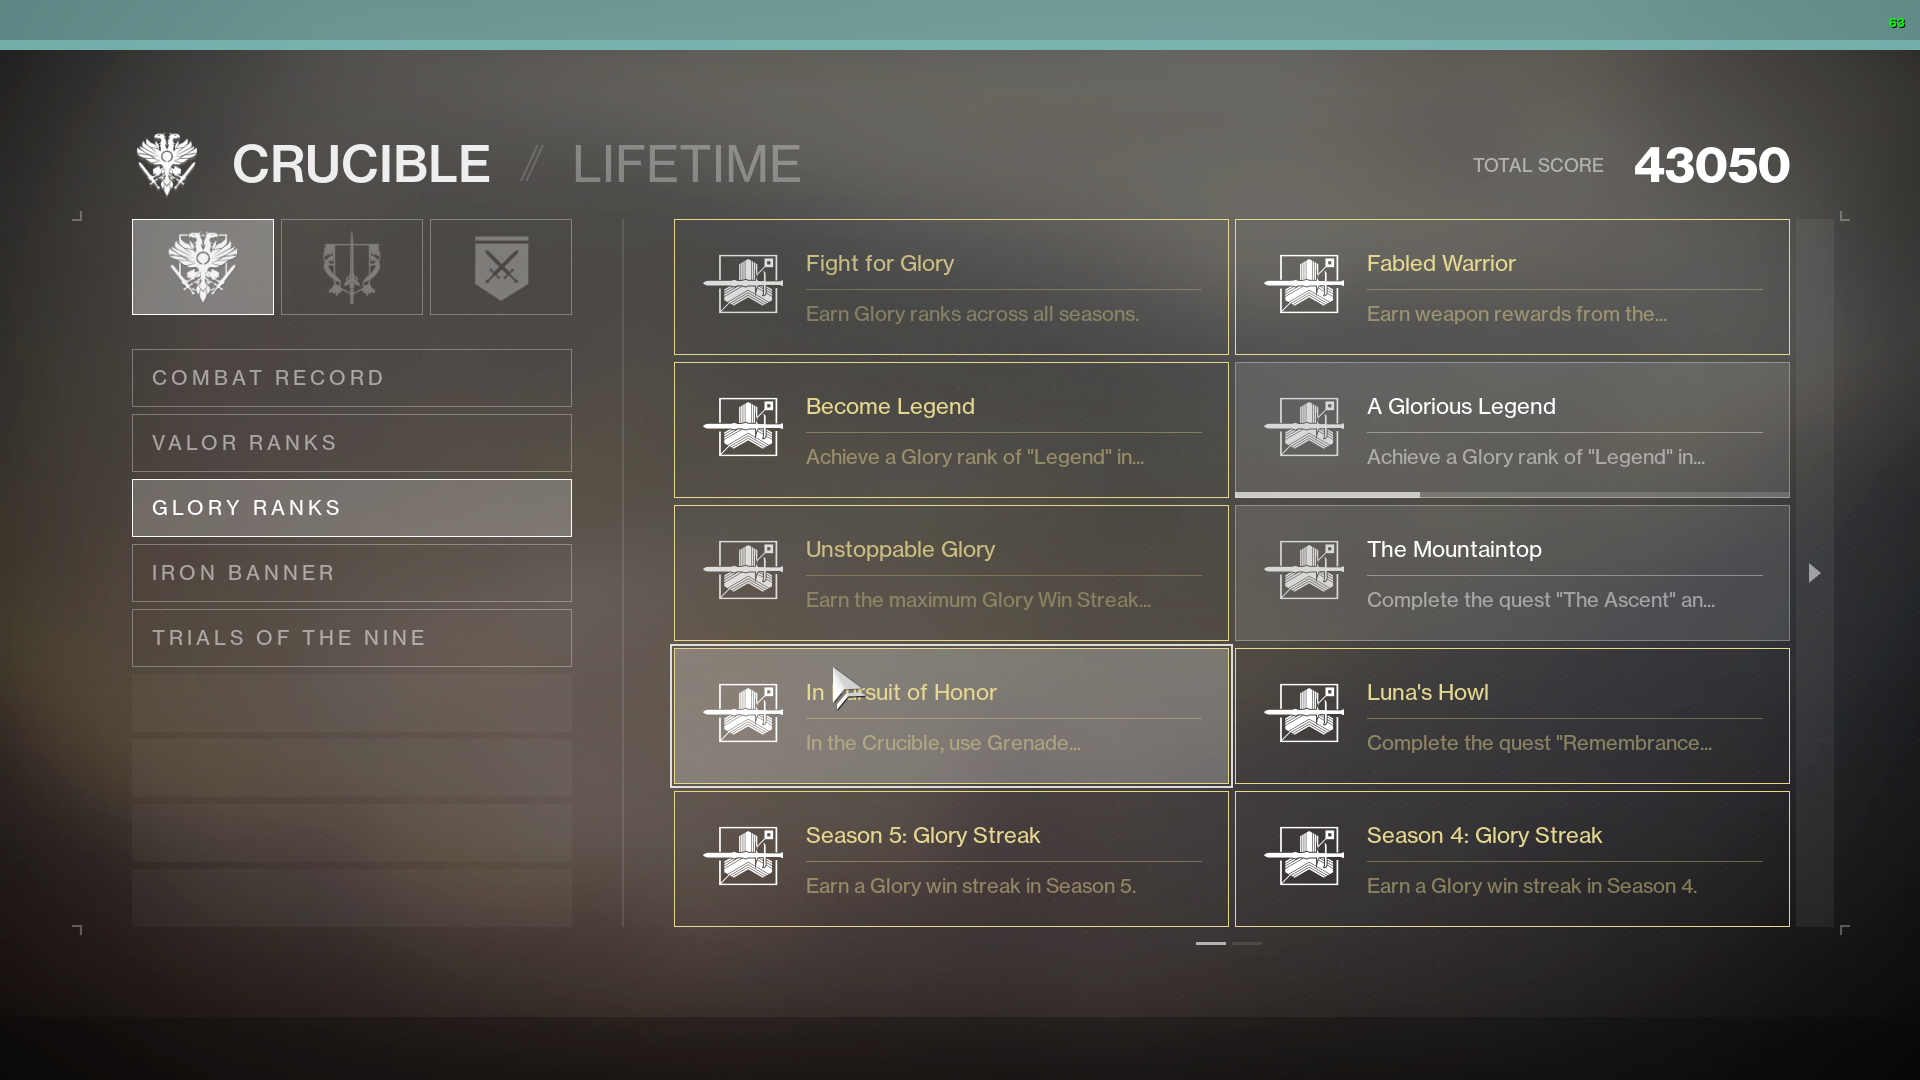 63
CRUCIBLE // LIFETIME
TOTAL SCORE 43050
COMBAT RECORD
VALOR RANKS
GLORY RANKS
IRON BANNER
TRIALS OF THE NINE
Fight for Glory
Earn Glory ranks across all seasons.
Fabled Warrior
Earn weapon rewards from the...
Become Legend
Achieve a Glory rank of "Legend" in...
A Glorious Legend
Achieve a Glory rank of "Legend" in...
Unstoppable Glory
Earn the maximum Glory Win Streak...
The Mountaintop
Complete the quest "The Ascent" an...
In Pursuit of Honor
In the Crucible, use Grenade...
Luna's Howl
Complete the quest "Remembrance...
Season 5: Glory Streak
Earn a Glory win streak in Season 5.
Season 4: Glory Streak
Earn a Glory win streak in Season 4.